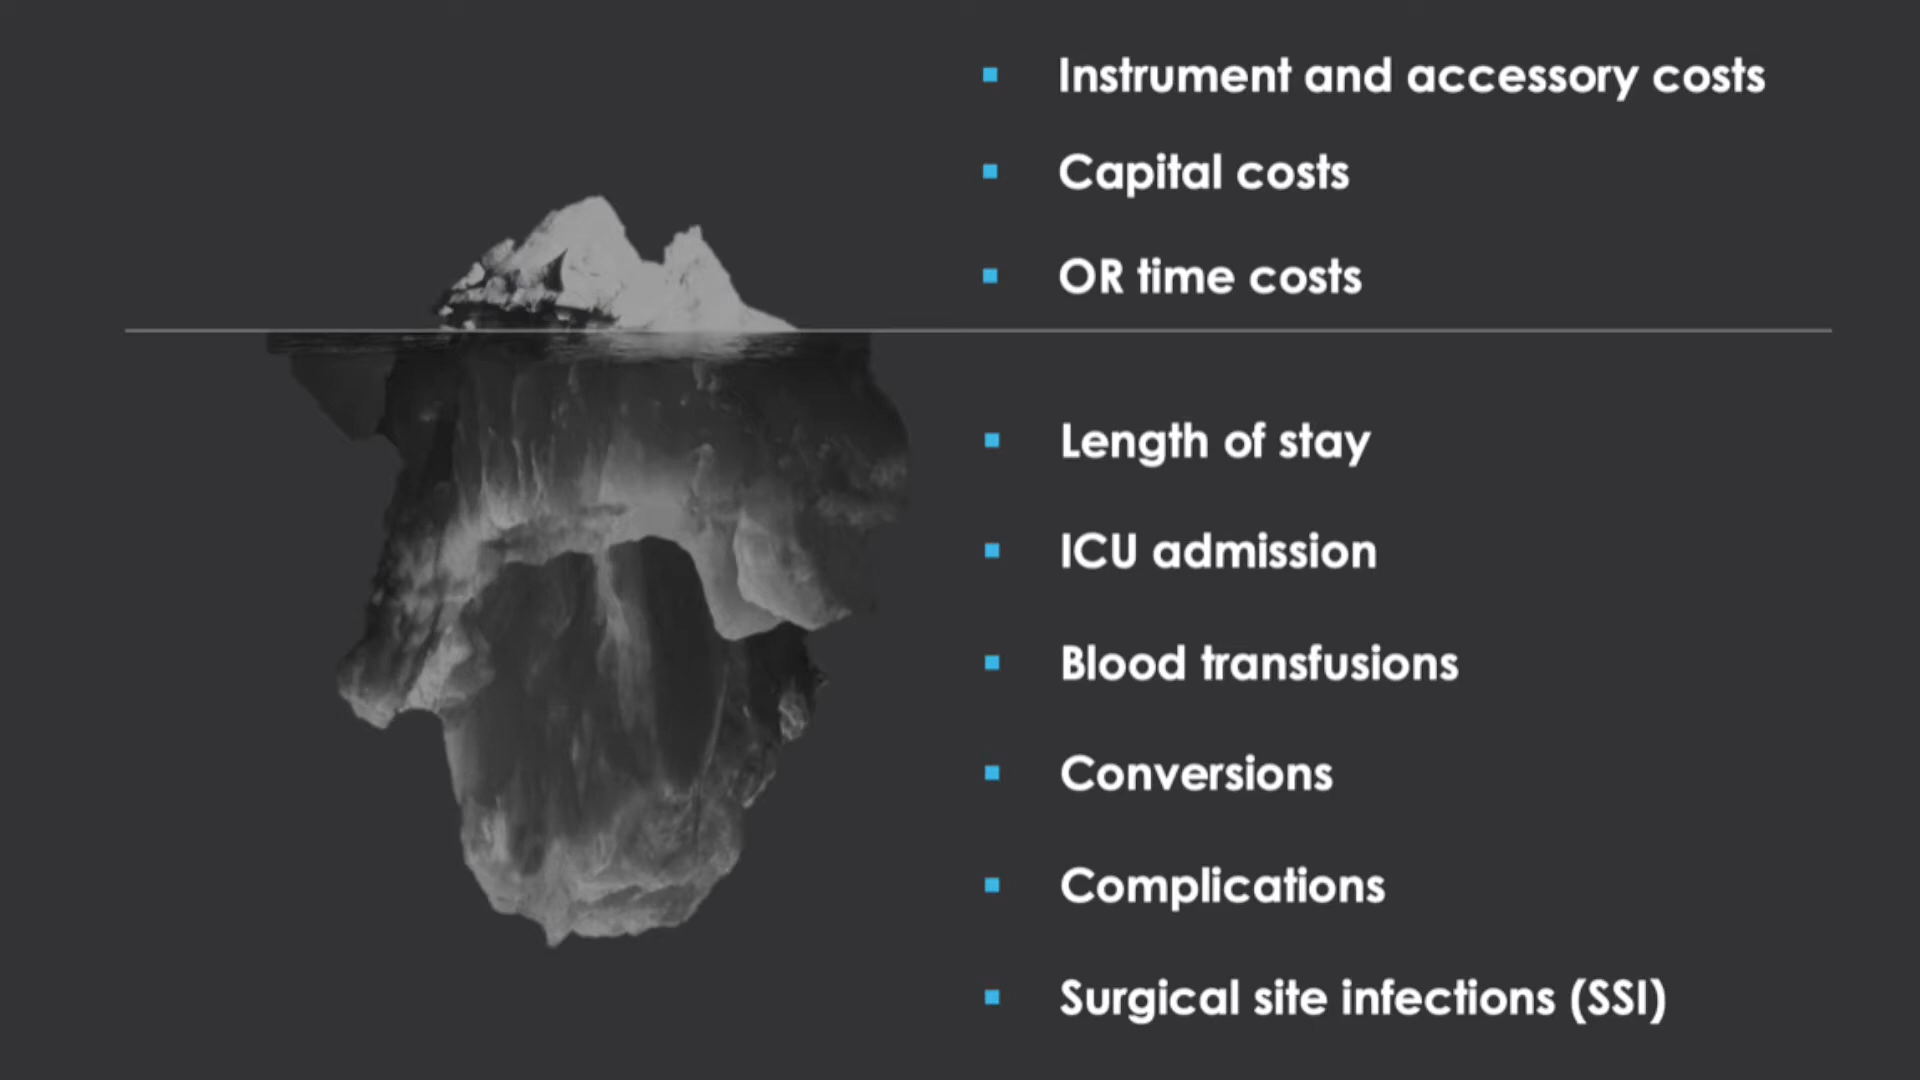 Instrument and accessory costs
Capital costs
OR time costs
Length of stay
ICU admission
Blood transfusions
Conversions
Complications
Surgical site infections (SSI)